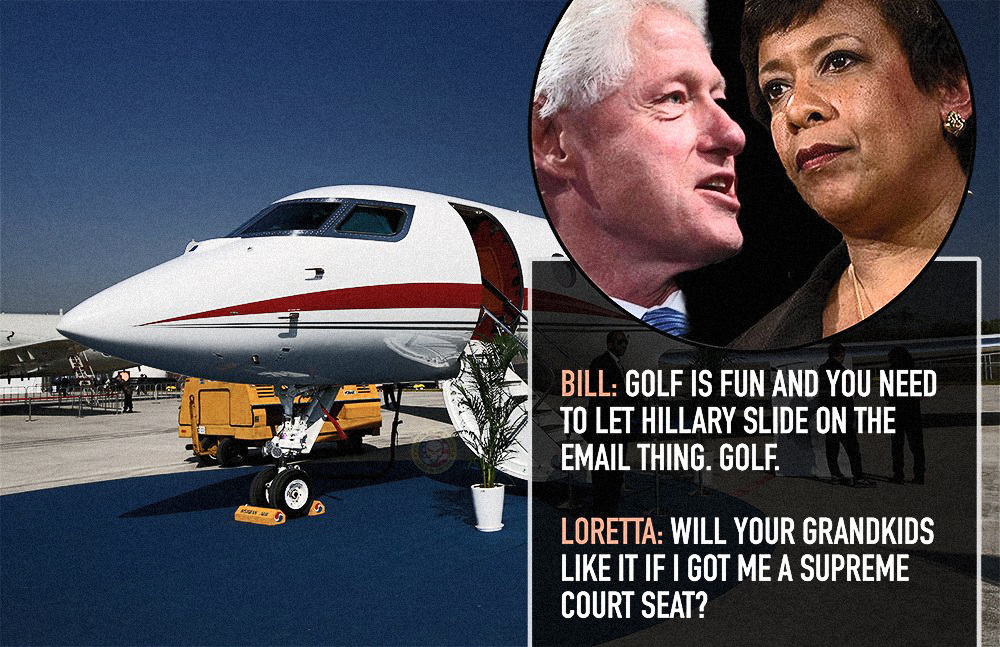 BILL: GOLF IS FUN AND YOU NEED
TO LET HILLARY SLIDE ON THE
EMAIL THING. GOLF.
LORETTA: WILL YOUR GRANDKIDS
LIKE IT IF I GOT ME A SUPREME
COURT SEAT?